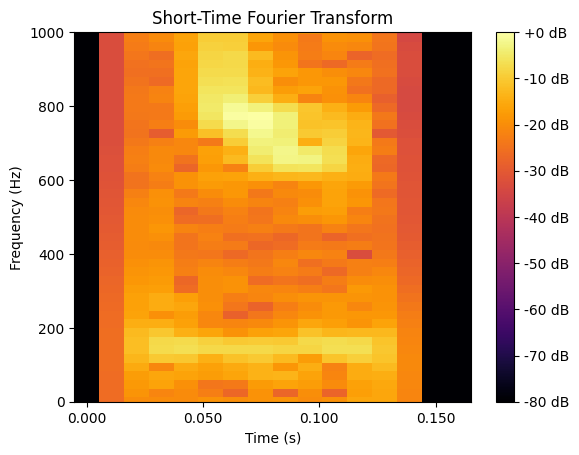 Short-Time Fourier Transform
1000
800
600
400
200
0
Frequency (Hz)
0.000
0.050
0.100
0.150
Time (s)
+0 dB
-10 dB
-20 dB
-30 dB
-40 dB
-50 dB
-60 dB
-70 dB
-80 dB